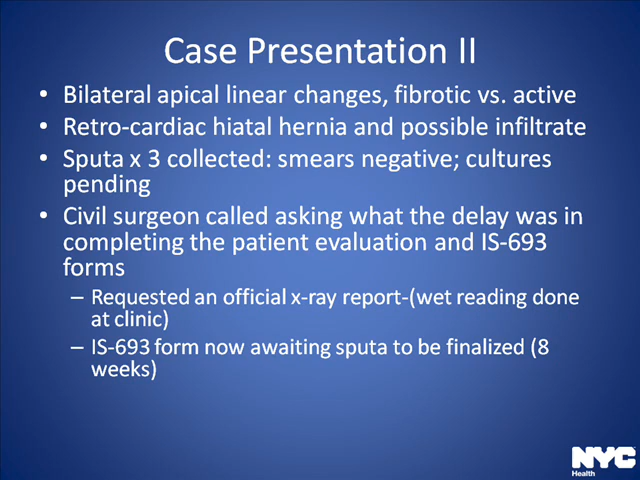 Case Presentation II
• Bilateral apical linear changes, fibrotic vs. active
• Retro-cardiac hiatal hernia and possible infiltrate
• Sputa x 3 collected: smears negative; cultures
pending
• Civil surgeon called asking what the delay was in
completing the patient evaluation and IS-693
forms
– Requested an official x-ray report-(wet reading done
at clinic)
– IS-693 form now awaiting sputa to be finalized (8
weeks)
NYC
Health